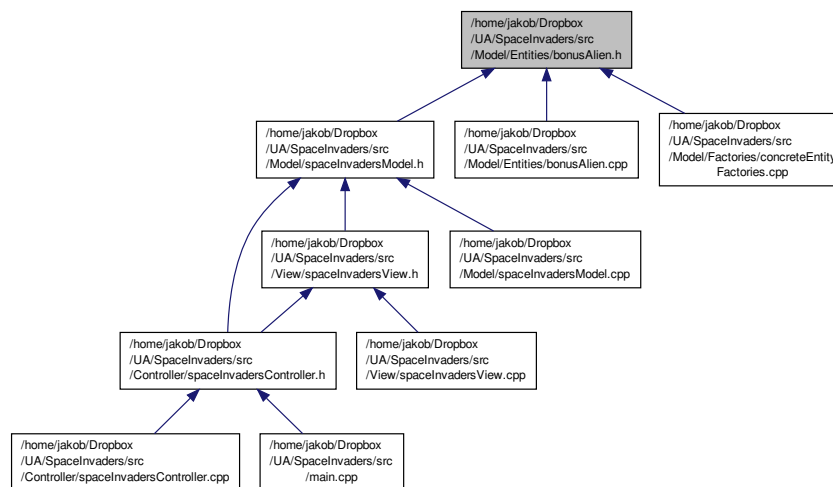 /home/jakob/Dropbox
/UA/SpaceInvaders/src
/Model/Entities/bonusAlien.h
/home/jakob/Dropbox
/UA/SpaceInvaders/src
/Model/spaceInvadersModel.h
/home/jakob/Dropbox
/UA/SpaceInvaders/src
/Model/Entities/bonusAlien.cpp
/home/jakob/Dropbox
/UA/SpaceInvaders/src
/Model/Factories/concreteEntity
Factories.cpp
/home/jakob/Dropbox
/UA/SpaceInvaders/src
/View/spaceInvadersView.h
/home/jakob/Dropbox
/UA/SpaceInvaders/src
/Model/spaceInvadersModel.cpp
/home/jakob/Dropbox
/UA/SpaceInvaders/src
/Controller/spaceInvadersController.h
/home/jakob/Dropbox
/UA/SpaceInvaders/src
/View/spaceInvadersView.cpp
/home/jakob/Dropbox
/UA/SpaceInvaders/src
/Controller/spaceInvadersController.cpp
/home/jakob/Dropbox
/UA/SpaceInvaders/src
/main.cpp